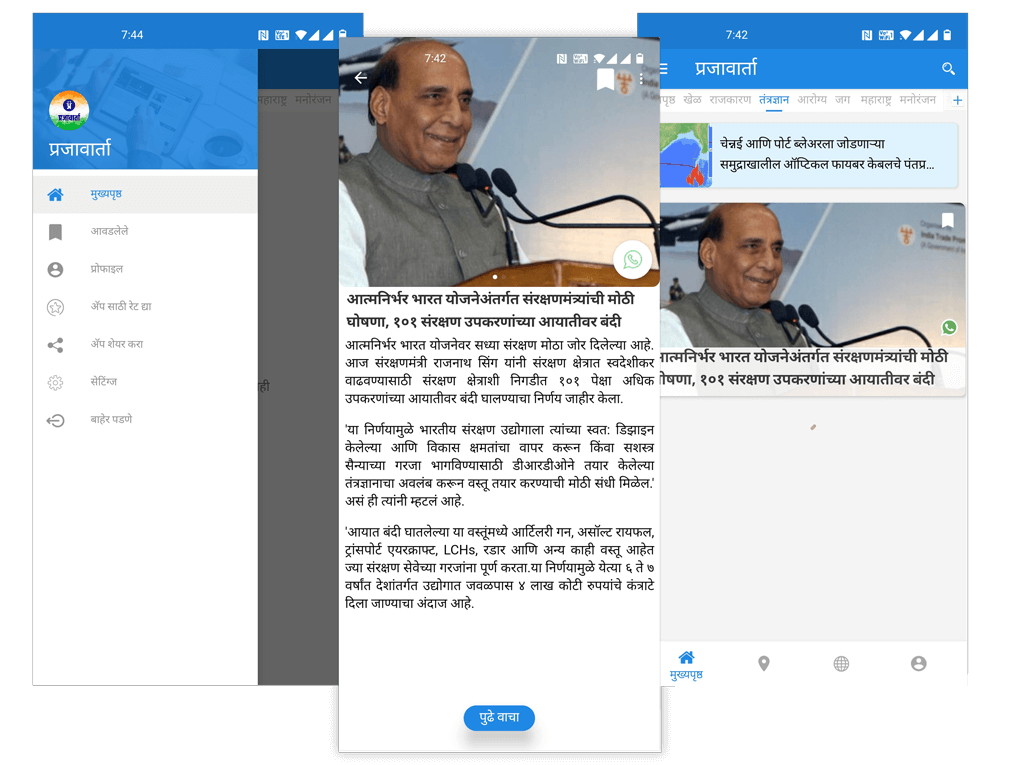 7:44
प्रजावार्ता
प्रजावार्ता
महाराष्ट्र मनोरंजन
मुख्यपृष्ठ
आवडलेले
प्रोफाइल
ॲप साठी रेट द्या
ॲप शेयर करा
सेटिंग्ज
बाहेर पडणे
ही
7:42
आत्मनिर्भर भारत योजनेअंतर्गत संरक्षणमंत्र्यांची मोठी
घोषणा, १०१ संरक्षण उपकरणांच्या आयातीवर बंदी
आत्मनिर्भर भारत योजनेवर सध्या संरक्षण मोठा जोर दिलेल्या आहे.
आज संरक्षणमंत्री राजनाथ सिंग यांनी संरक्षण क्षेत्रात स्वदेशीकर
वाढवण्यासाठी संरक्षण क्षेत्राशी निगडीत १०१ पेक्षा अधिक
उपकरणांच्या आयातीवर बंदी घालण्याचा निर्णय जाहीर केला.
'या निर्णयामुळे भारतीय संरक्षण उद्योगाला त्यांच्या स्वत: डिझाइन
केलेल्या आणि विकास क्षमतांचा वापर करून किंवा सशस्त्र
सैन्याच्या गरजा भागविण्यासाठी डीआरडीओने तयार केलेल्या
तंत्रज्ञानाचा अवलंब करून वस्तू तयार करण्याची मोठी संधी मिळेल.'
असं ही त्यांनी म्हटलं आहे.
'आयात बंदी घातलेल्या या वस्तूंमध्ये आर्टिलरी गन, असॉल्ट रायफल,
ट्रांसपोर्ट एयरक्राफ्ट, LCHs, रडार आणि अन्य काही वस्तू आहेत
ज्या संरक्षण सेवेच्या गरजांना पूर्ण करता.या निर्णयामुळे येत्या ६ ते ७
वर्षांत देशांतर्गत उद्योगात जवळपास ४ लाख कोटी रुपयांचे कंत्राटे
दिला जाण्याचा अंदाज आहे.
पुढे वाचा
7:42
प्रजावार्ता
पृष्ठ खेळ राजकारण तंत्रज्ञान आरोग्य जग महाराष्ट्र मनोरंजन +
चेन्नई आणि पोर्ट ब्लेअरला जोडणाऱ्या
समुद्राखालील ऑप्टिकल फायबर केबलचे पंतप्र...
India Trade Prom
आत्मनिर्भर भारत योजनेअंतर्गत संरक्षणमंत्र्यांची मोठी
घोषणा, १०१ संरक्षण उपकरणांच्या आयातीवर बंदी
मुख्यपृष्ठ